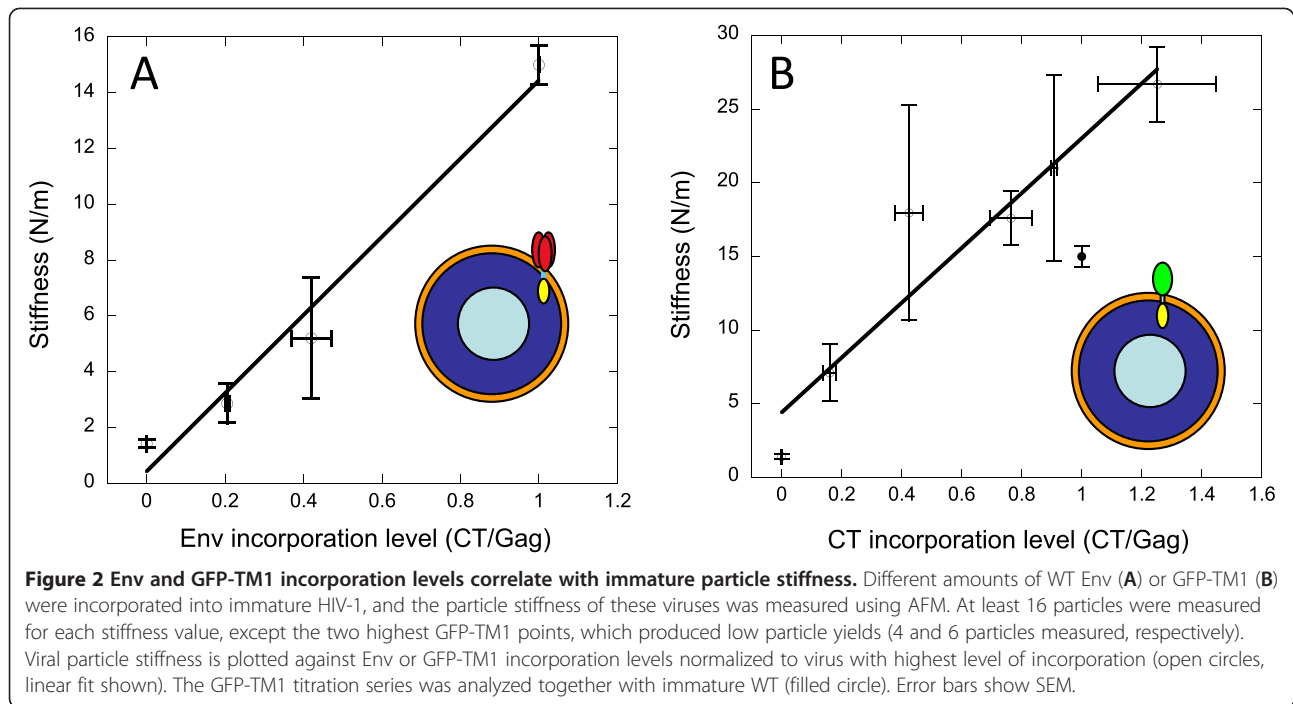 A
16
14
12
10
8
6
4
2
0
Stiffness (N/m)
0 0.2 0.4 0.6 0.8 1 1.2
Env incorporation level (CT/Gag)
B
30
25
20
15
10
5
0
Stiffness (N/m)
0 0.2 0.4 0.6 0.8 1 1.2 1.4 1.6
CT incorporation level (CT/Gag)
Figure 2 Env and GFP-TM1 incorporation levels correlate with immature particle stiffness. Different amounts of WT Env (A) or GFP-TM1 (B)
were incorporated into immature HIV-1, and the particle stiffness of these viruses was measured using AFM. At least 16 particles were measured
for each stiffness value, except the two highest GFP-TM1 points, which produced low particle yields (4 and 6 particles measured, respectively).
Viral particle stiffness is plotted against Env or GFP-TM1 incorporation levels normalized to virus with highest level of incorporation (open circles,
linear fit shown). The GFP-TM1 titration series was analyzed together with immature WT (filled circle). Error bars show SEM.